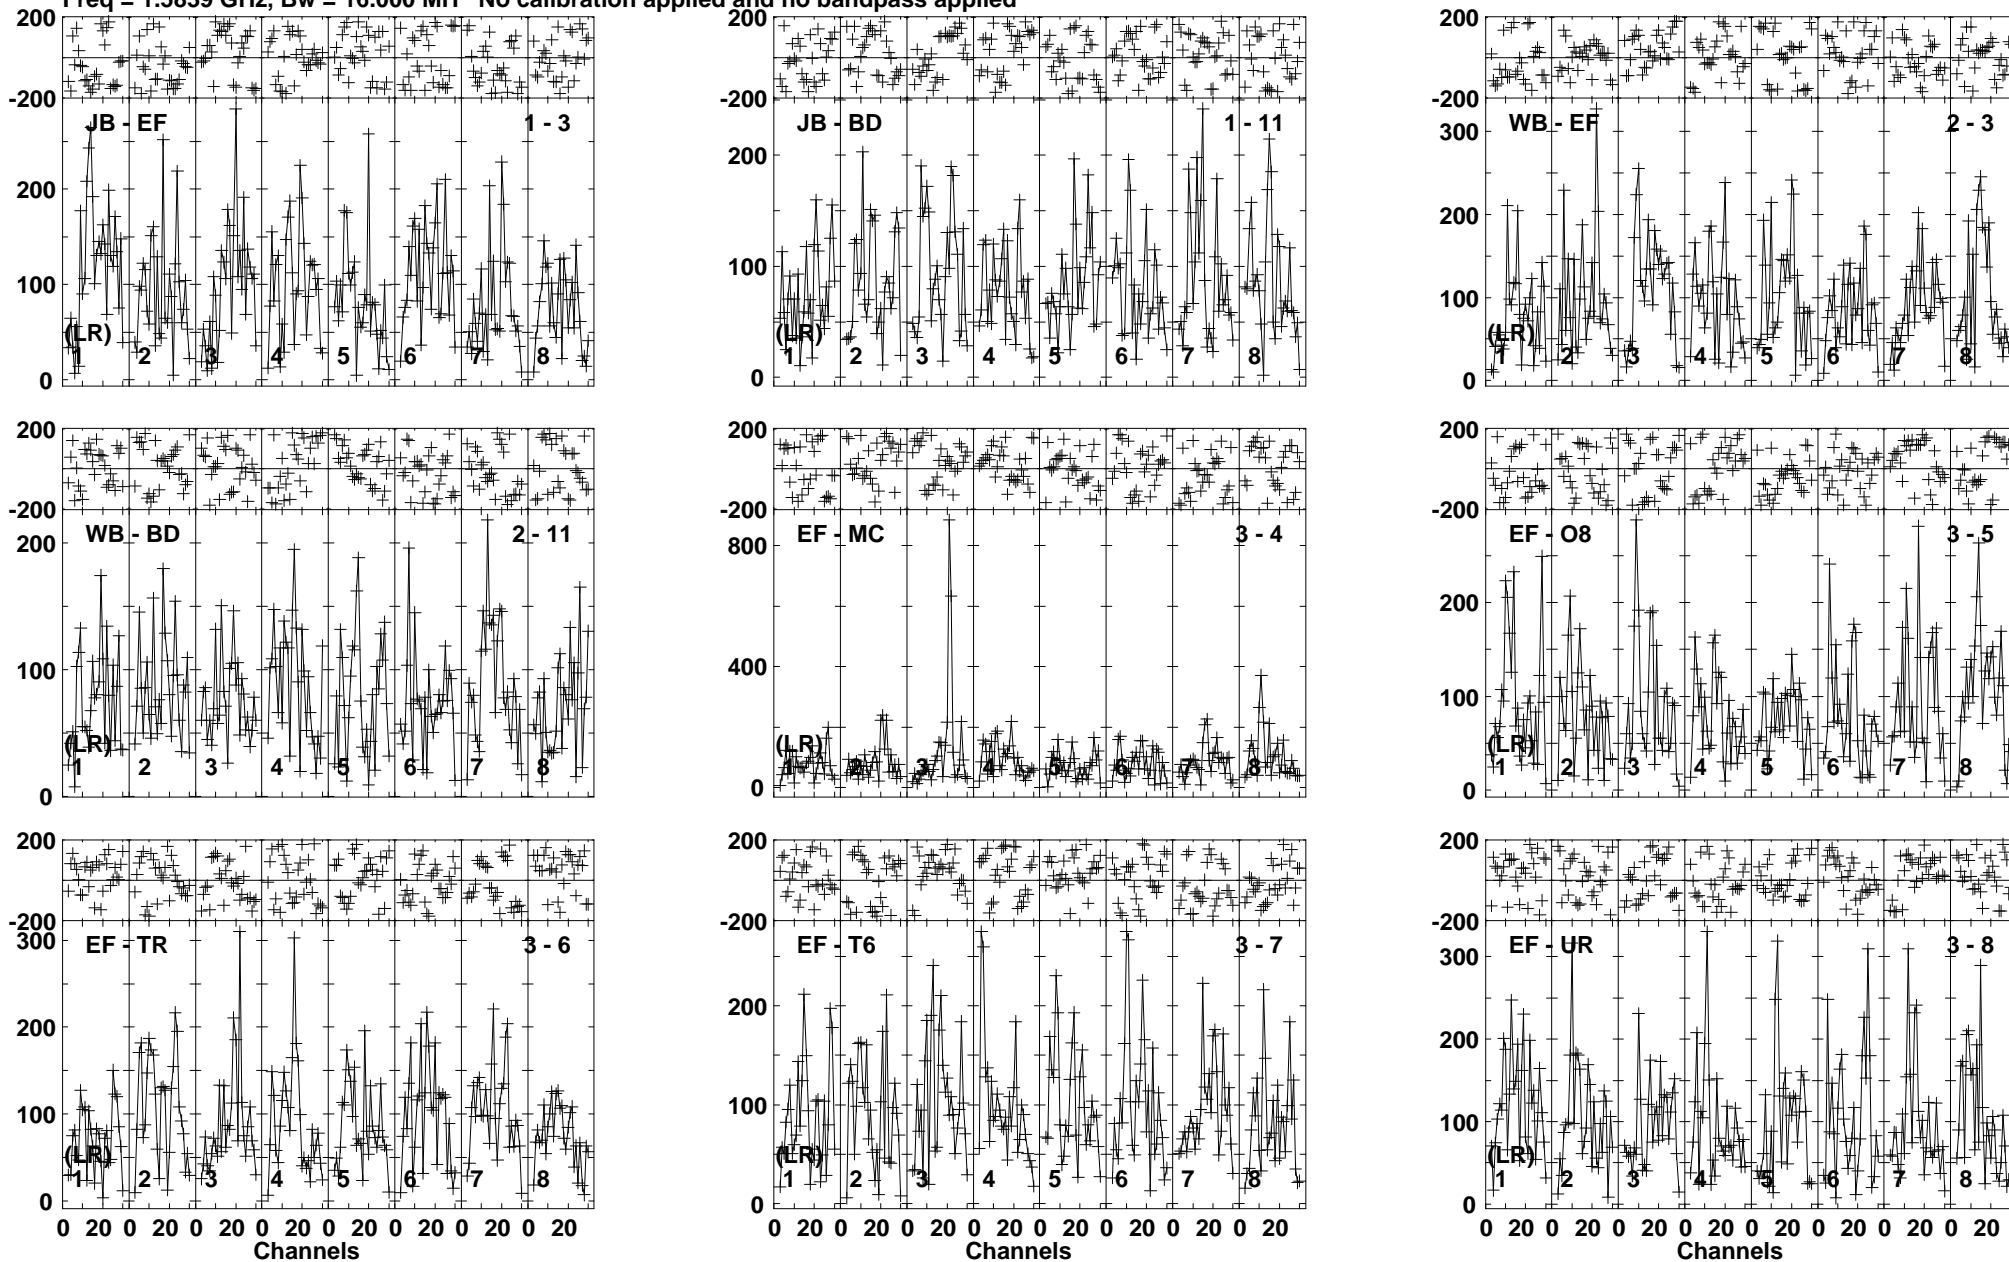 Freq = 1.5839 GHz, Bw = 16.000 MH No calibration applied and no bandpass applied
200 200 200
-200 -200 -200
JB - EF 1 - 3 JB - BD 1 - 11 WB - EF 2 - 3
300
200 200 200
100 100 100
0 0 0
(LR) (LR) (LR)
1 2 3 4 5 6 7 8 1 2 3 4 5 6 7 8 1 2 3 4 5 6 7 8
200 200 200
-200 -200 -200
WB - BD 2 - 11 EF - MC 3 - 4 EF - O8 3 - 5
200 800 200
100 400 100
0 0 0
(LR) (LR) (LR)
1 2 3 4 5 6 7 8 1 2 3 4 5 6 7 8 1 2 3 4 5 6 7 8
200 200 200
-200 -200 -200
EF - TR 3 - 6 EF - T6 3 - 7 EF - UR 3 - 8
300 300
200 200 200
100 100 100
0 0 0
(LR) (LR) (LR)
1 2 3 4 5 6 7 8 1 2 3 4 5 6 7 8 1 2 3 4 5 6 7 8
0 20 0 20 0 20 0 20 0 20 0 20 0 20 0 20 0 20 0 20 0 20 0 20 0 20 0 20 0 20 0 20 0 20 0 20 0 20 0 20 0 20 0 20 0 20 0 20
Channels Channels Channels